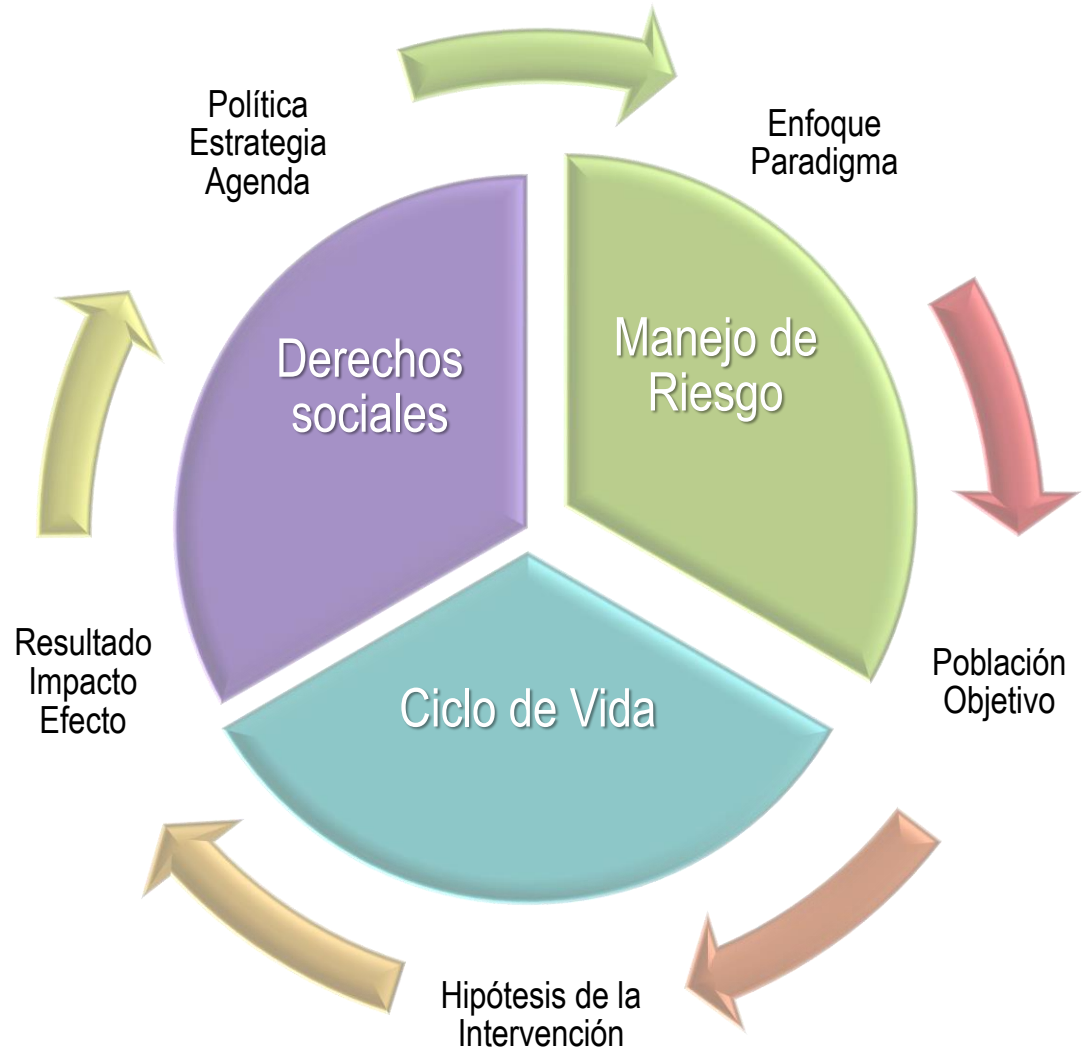 Política
Estrategia
Agenda
Enfoque
Paradigma
Derechos
sociales
Manejo de
Riesgo
Resultado
Impacto
Efecto
Ciclo de Vida
Población
Objetivo
Hipótesis de la
Intervención